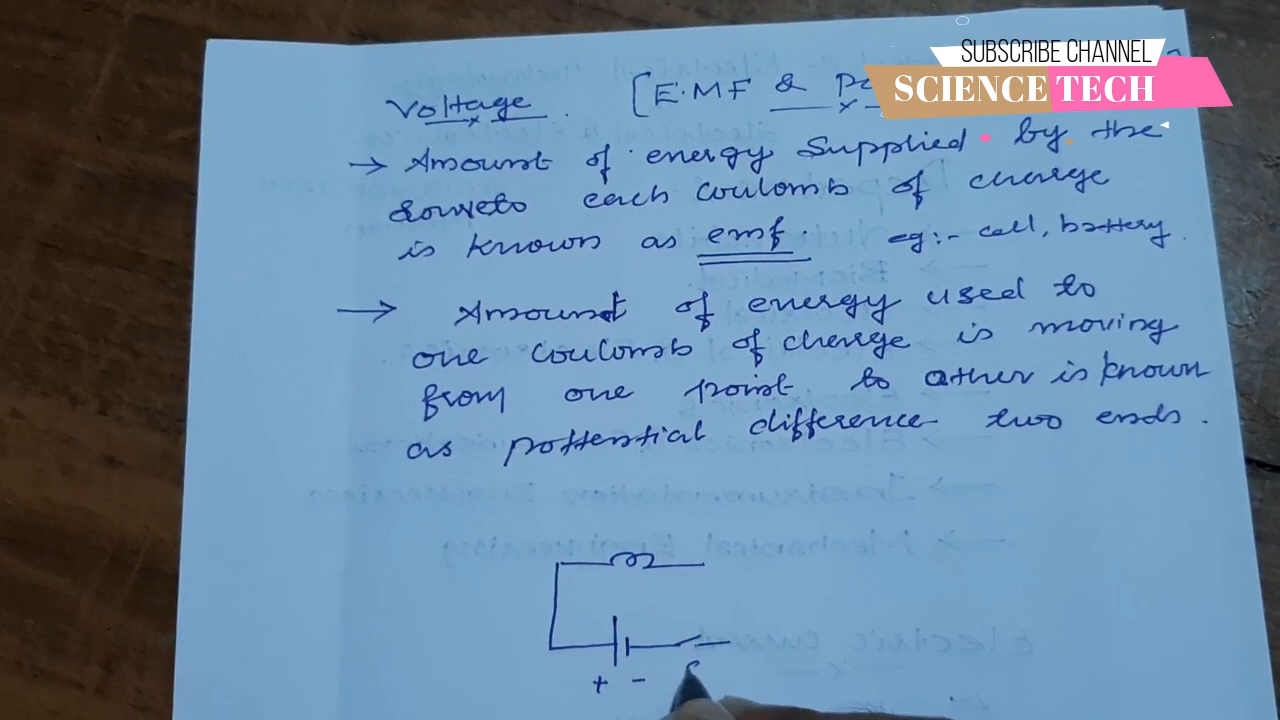 SUBSCRIBE CHANNEL
SCIENCE TECH
Voltage. [E.MF &
→ Amount of energy supplied by the
each coulomb of charge
is known as emf. eg:- cell, battery.
→ Amount of energy used to
one coulomb of charge is moving
from one point to other is known
as pottential difference two ends.
+ -